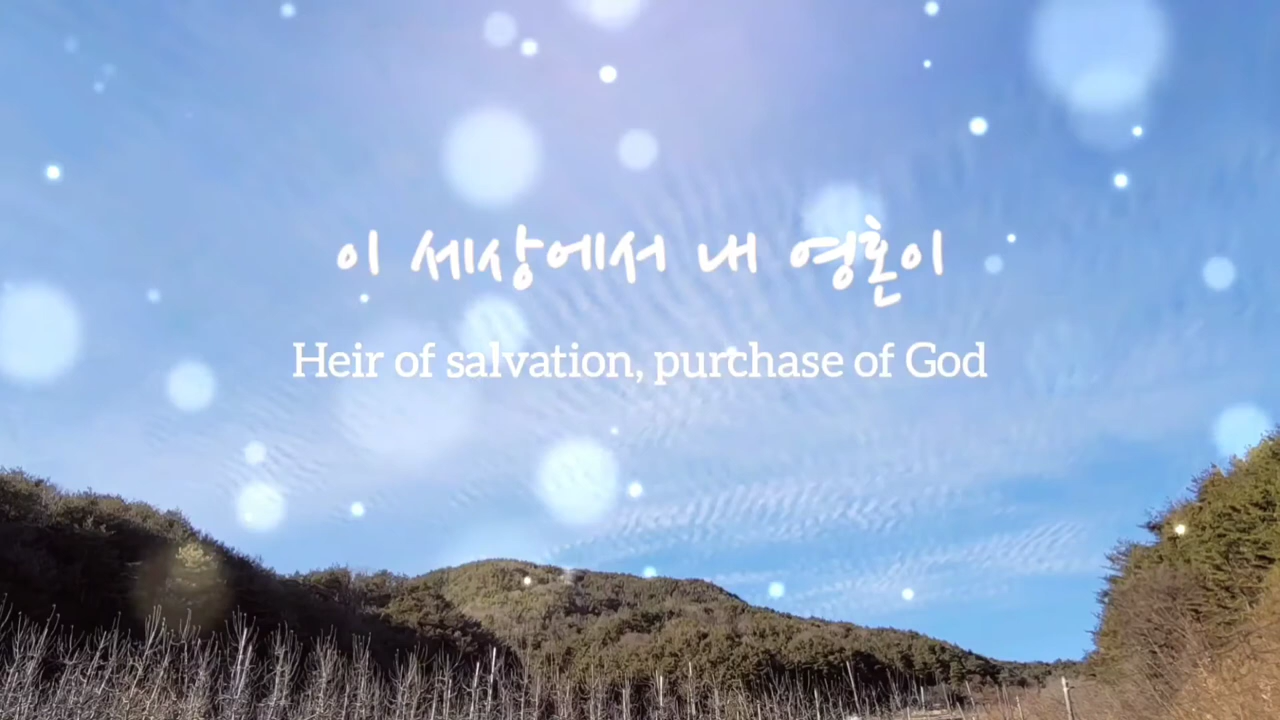 이 세상에서 내 영혼이
Heir of salvation, purchase of God